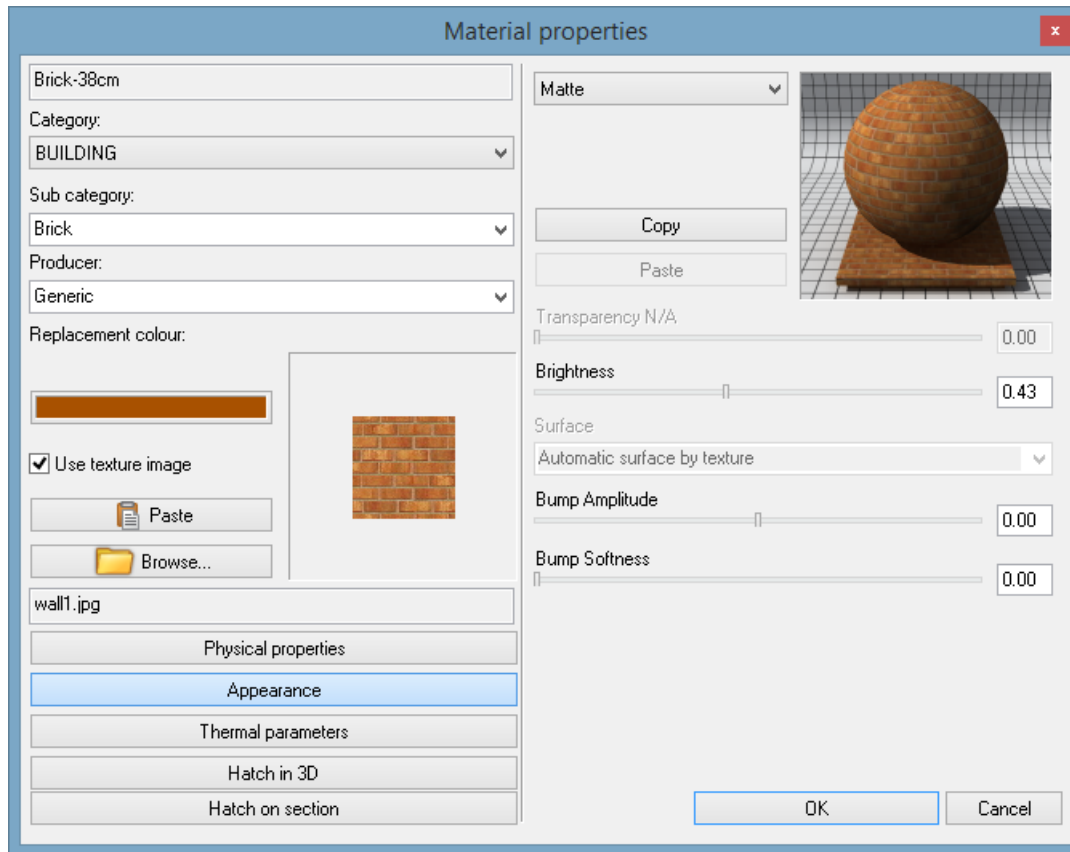 Material properties
x
Brick-38cm
Category:
BUILDING
Sub category:
Brick
Producer:
Generic
Replacement colour:
Use texture image
Paste
Browse...
wall1.jpg
Physical properties
Appearance
Thermal parameters
Hatch in 3D
Hatch on section
Matte
Copy
Paste
Transparency N/A
0.00
Brightness
0.43
Surface
Automatic surface by texture
Bump Amplitude
0.00
Bump Softness
0.00
OK
Cancel